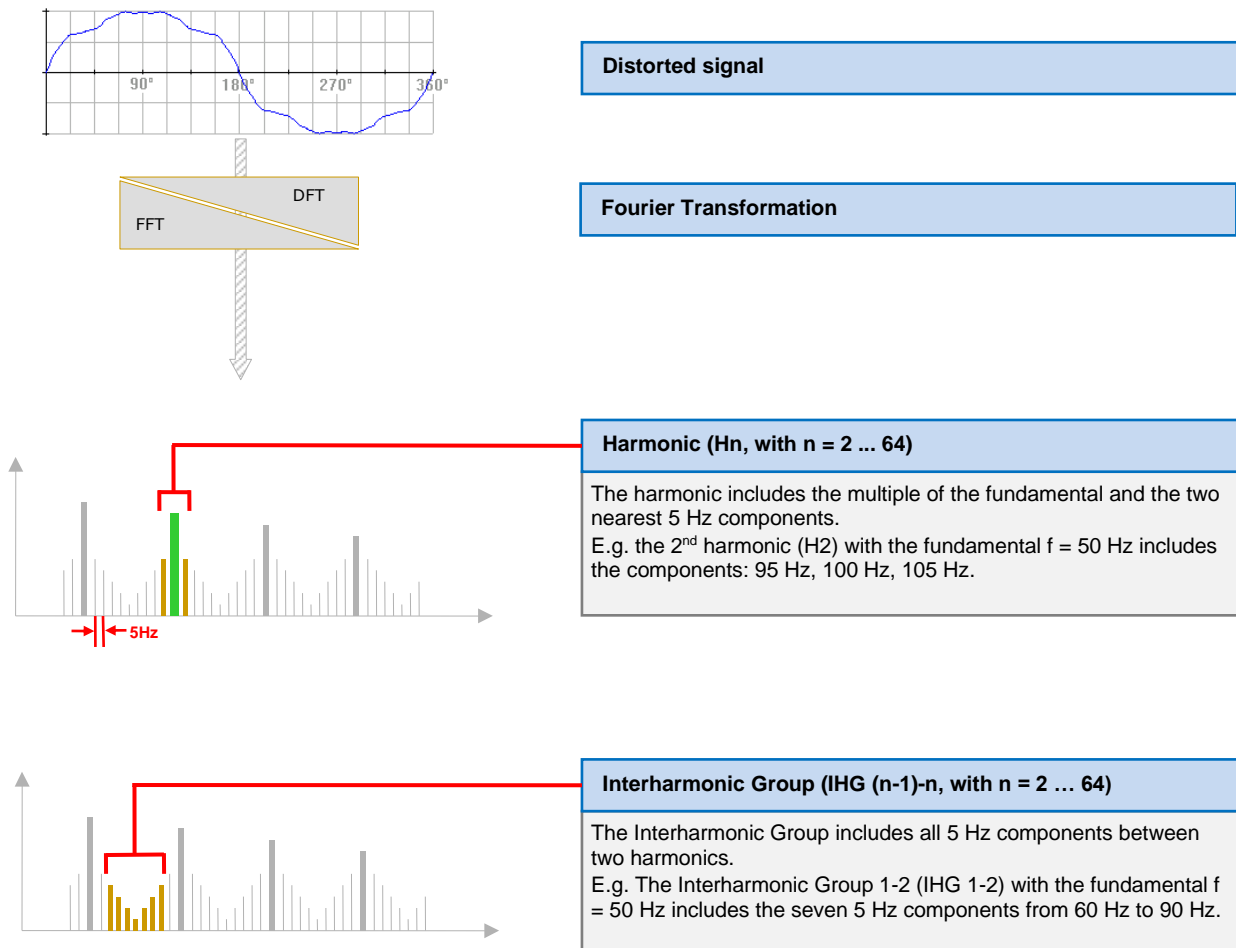 90°
180°
270°
360°
Distorted signal
DFT
FFT
Fourier Transformation
Harmonic (Hn, with n = 2 ... 64)
The harmonic includes the multiple of the fundamental and the two
nearest 5 Hz components.
E.g. the 2nd harmonic (H2) with the fundamental f = 50 Hz includes
the components: 95 Hz, 100 Hz, 105 Hz.
5Hz
Interharmonic Group (IHG (n-1)-n, with n = 2 … 64)
The Interharmonic Group includes all 5 Hz components between
two harmonics.
E.g. The Interharmonic Group 1-2 (IHG 1-2) with the fundamental f
= 50 Hz includes the seven 5 Hz components from 60 Hz to 90 Hz.